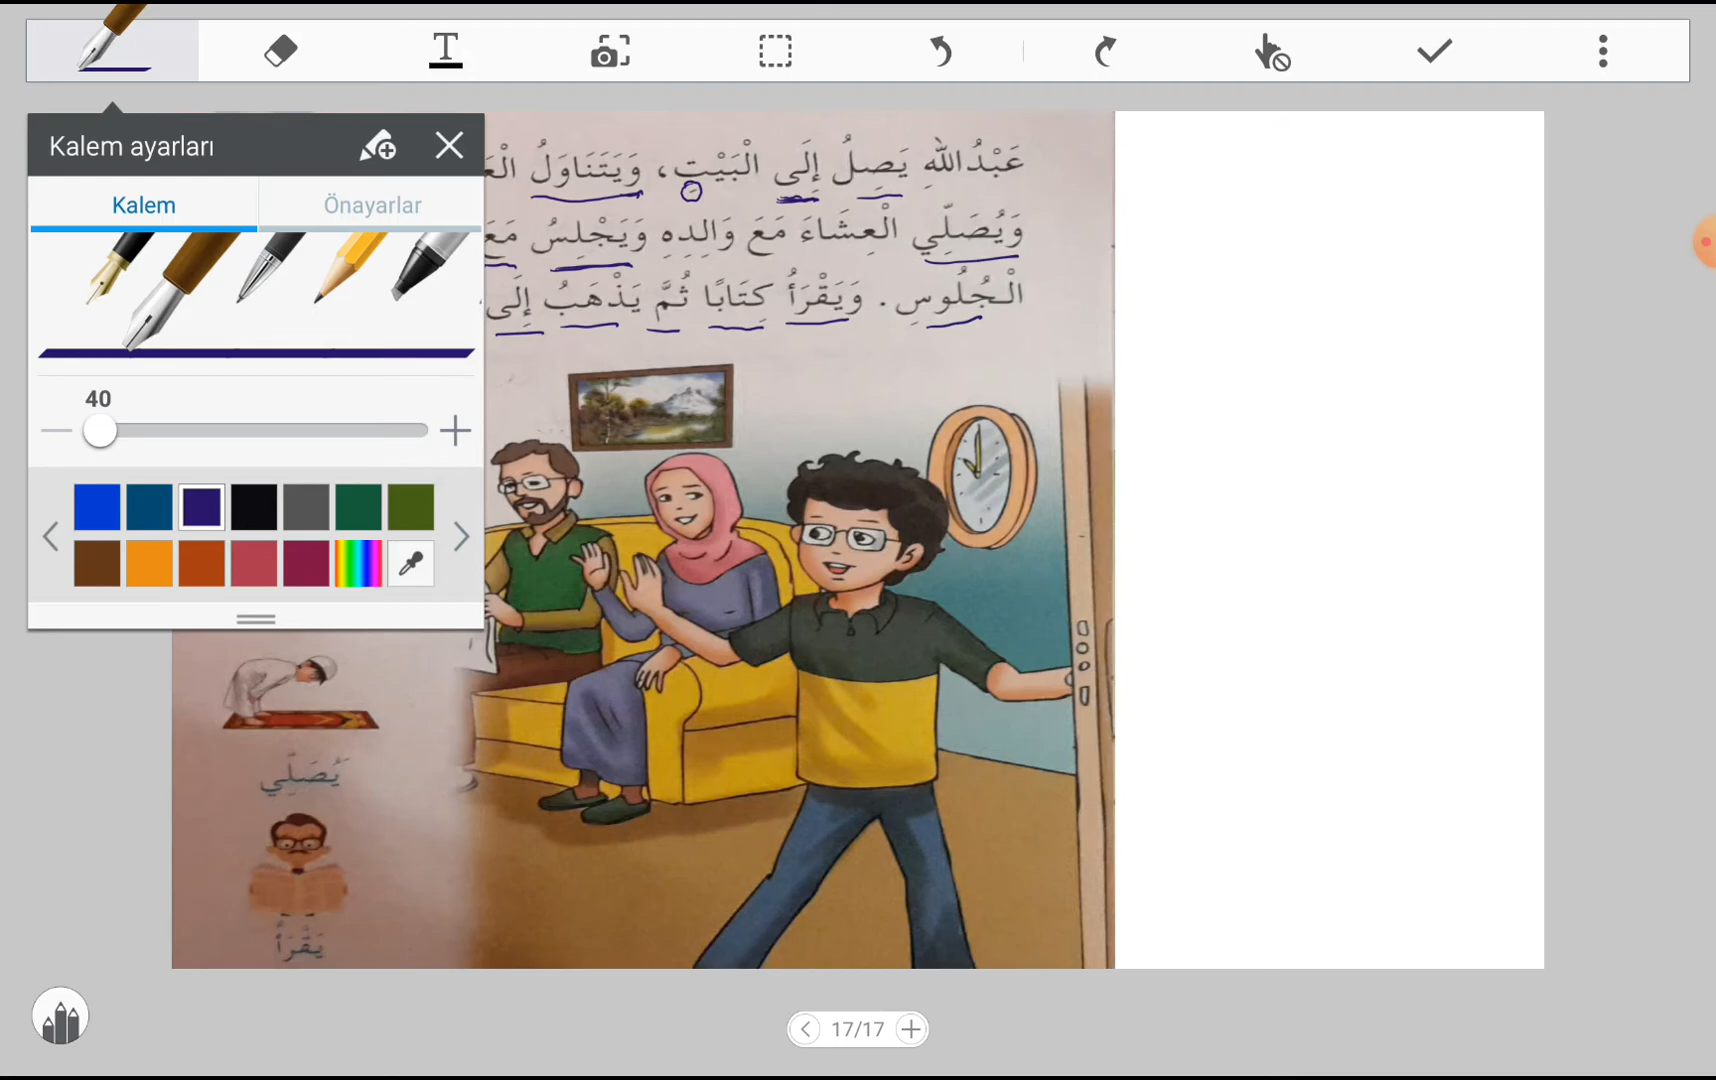 Kalem ayarları
Kalem
Önayarlar
40
عَبْدُاللهِ يَصِلُ إِلَى الْبَيْتِ، وَيَتَنَاوَلُ
وَيُصَلِّي الْعِشَاءَ مَعَ وَالِدِهِ وَيَجْلِسُ مَعَ
الْجُلُوسِ. وَيَقْرَأُ كِتَابًا ثُمَّ يَذْهَبُ إِلَى
يُصَلِّي
يَقْرَأُ
17/17